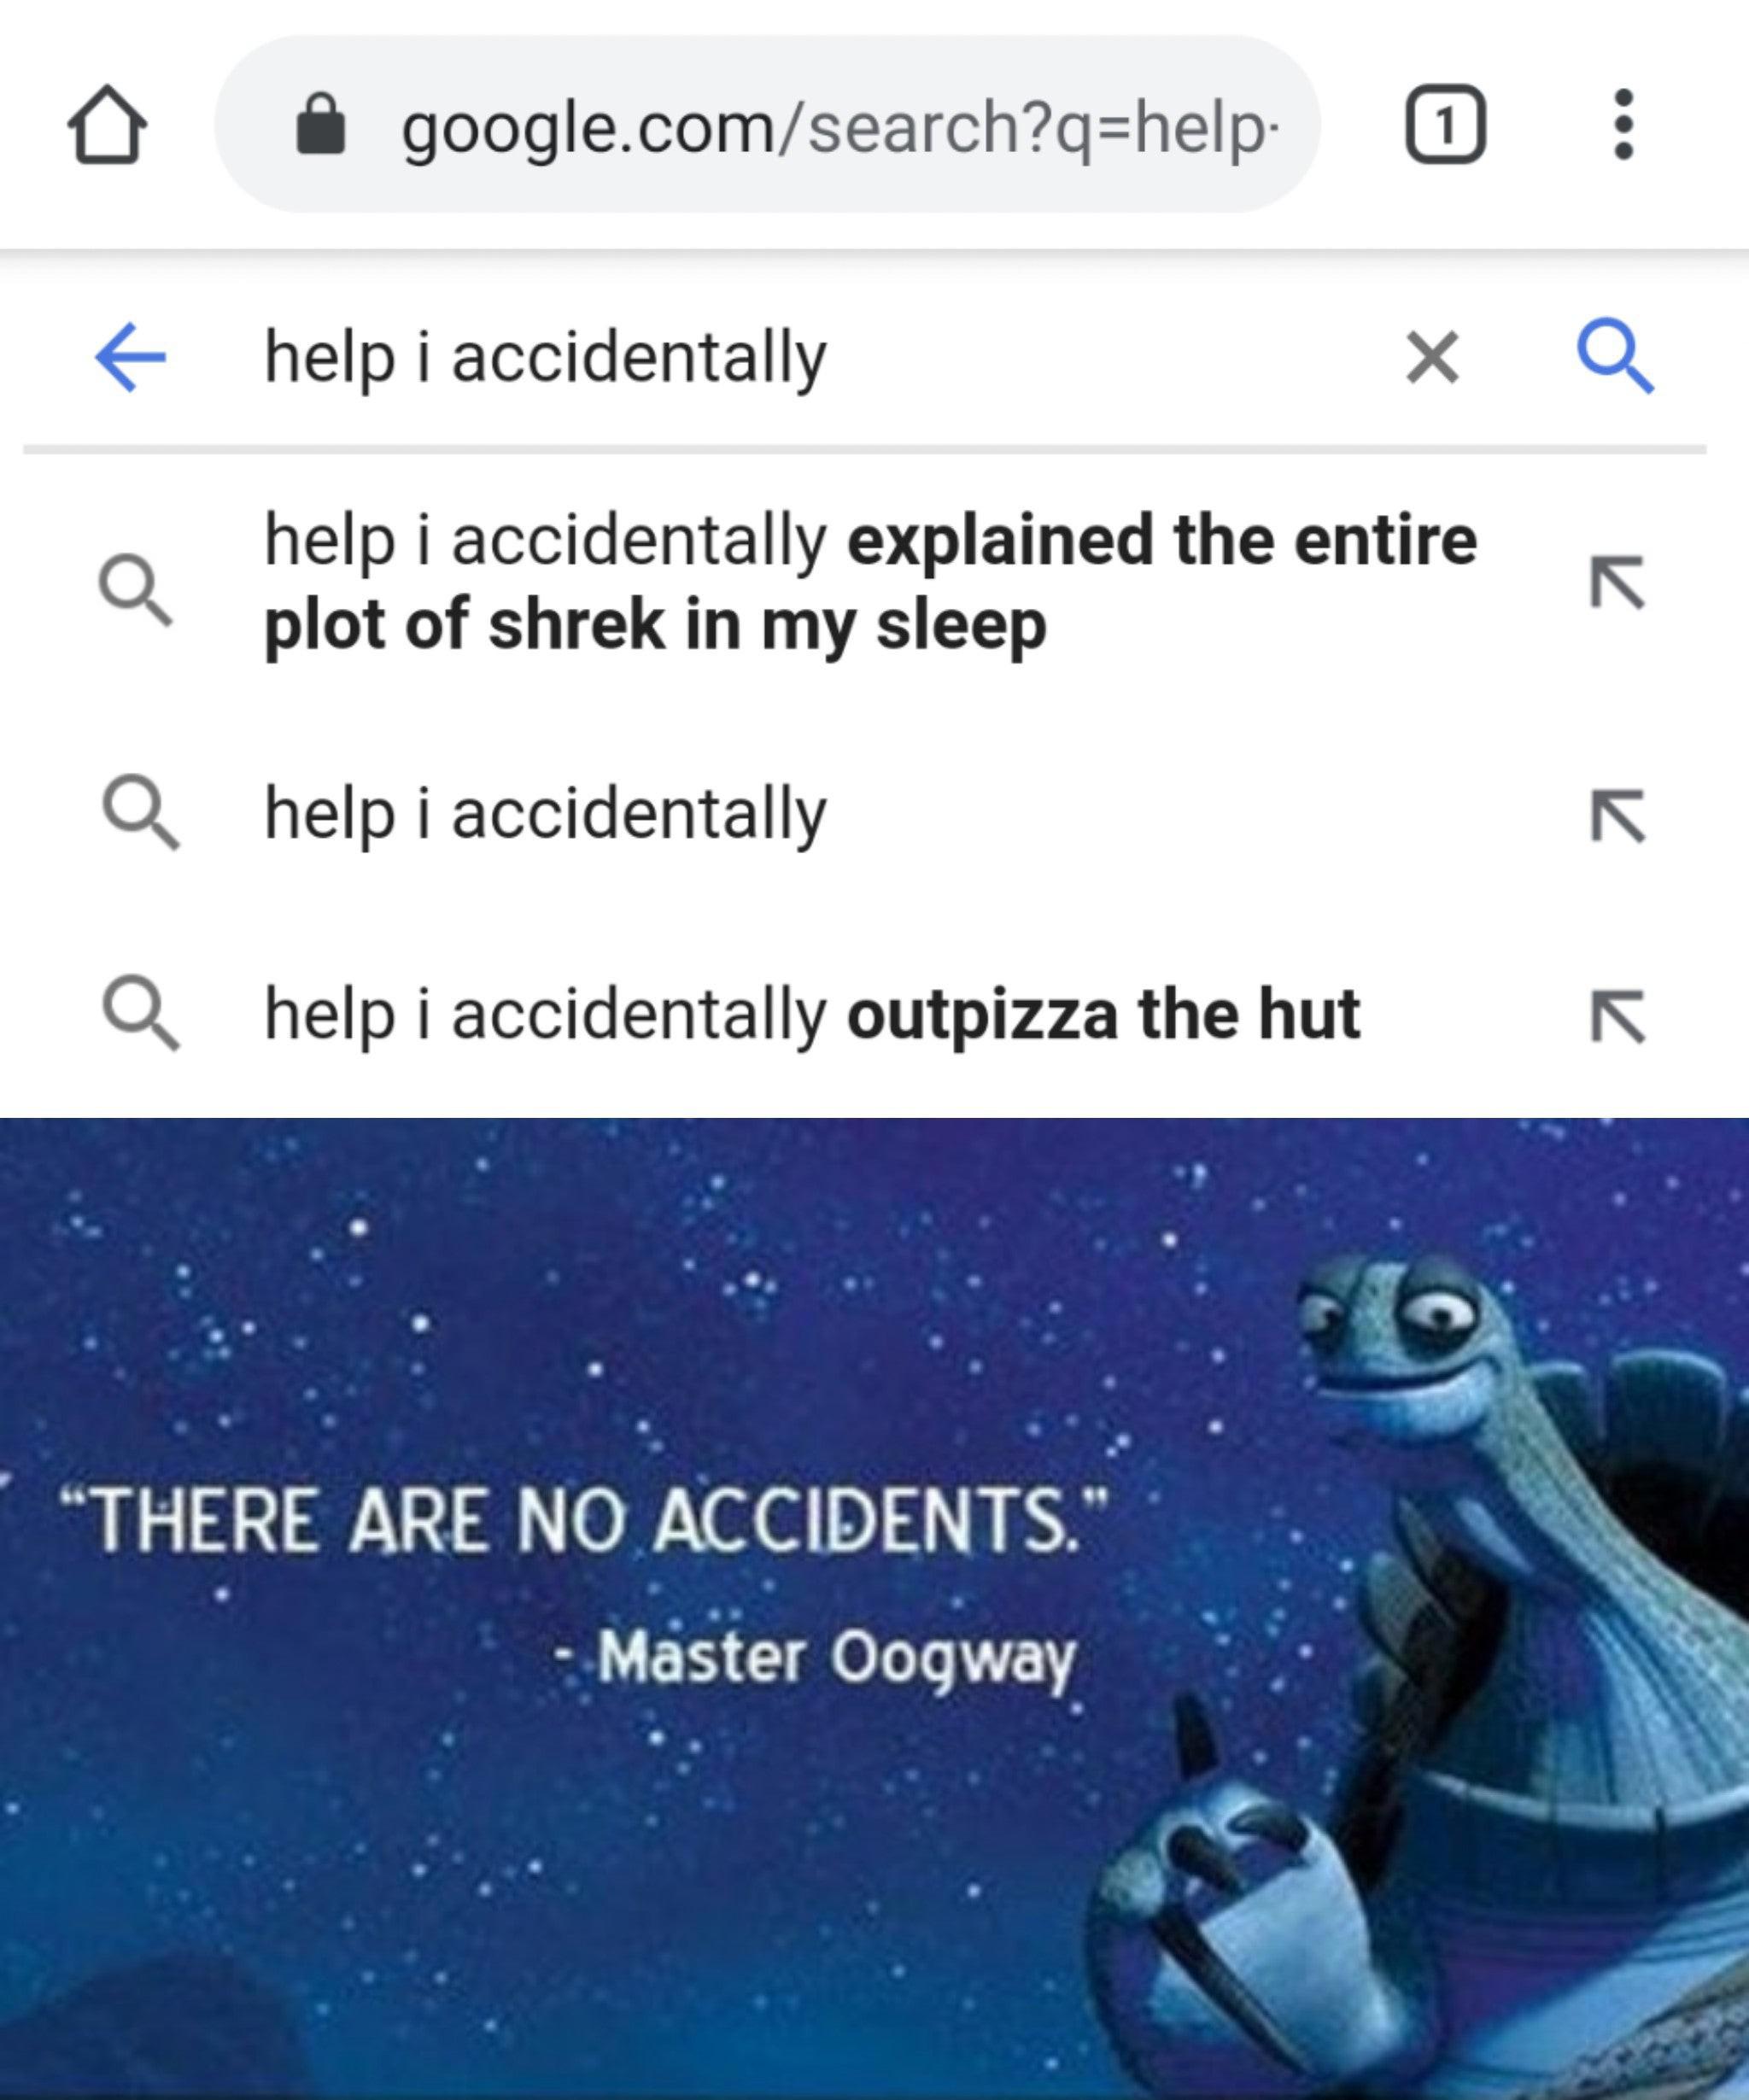 google.com/search?q=help-
1
help i accidentally
help i accidentally explained the entire
plot of shrek in my sleep
help i accidentally
help i accidentally outpizza the hut
“THERE ARE NO ACCIDENTS.”
- Master Oogway